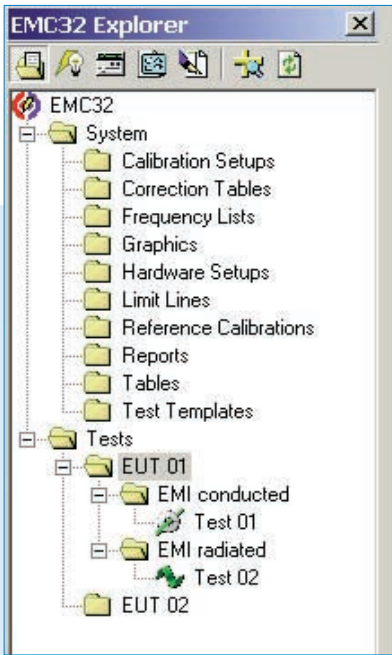 EMC32 Explorer
EMC32
System
Calibration Setups
Correction Tables
Frequency Lists
Graphics
Hardware Setups
Limit Lines
Reference Calibrations
Reports
Tables
Test Templates
Tests
EUT 01
EMI conducted
Test 01
EMI radiated
Test 02
EUT 02